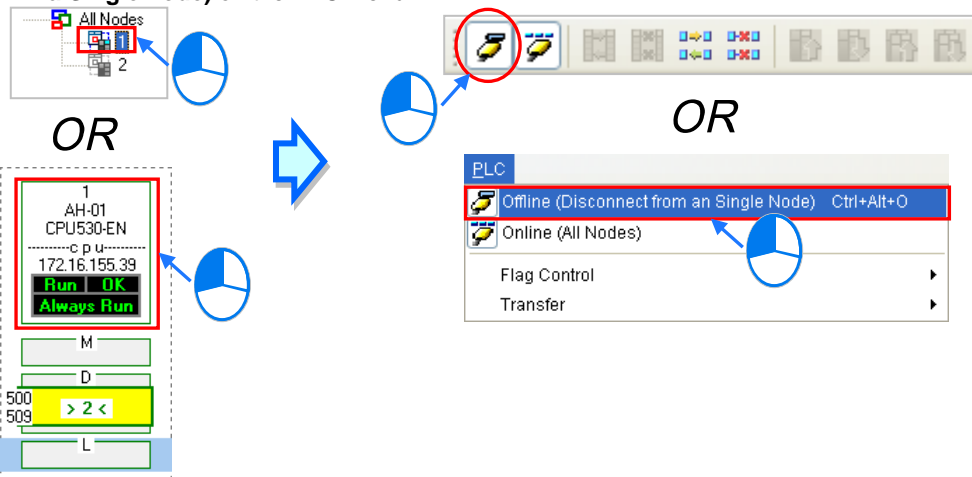 All Nodes
1
2
OR
1
AH-01
CPU530-EN
c p u
172.16.155.39
Run OK
Always Run
M
D
500
509
> 2 <
L
OR
PLC
Offline (Disconnect from an Single Node) Ctrl+Alt+O
Online (All Nodes)
Flag Control
Transfer